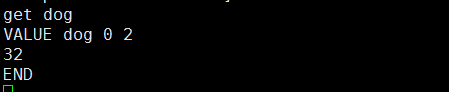 get dog
VALUE dog 0 2
32
END